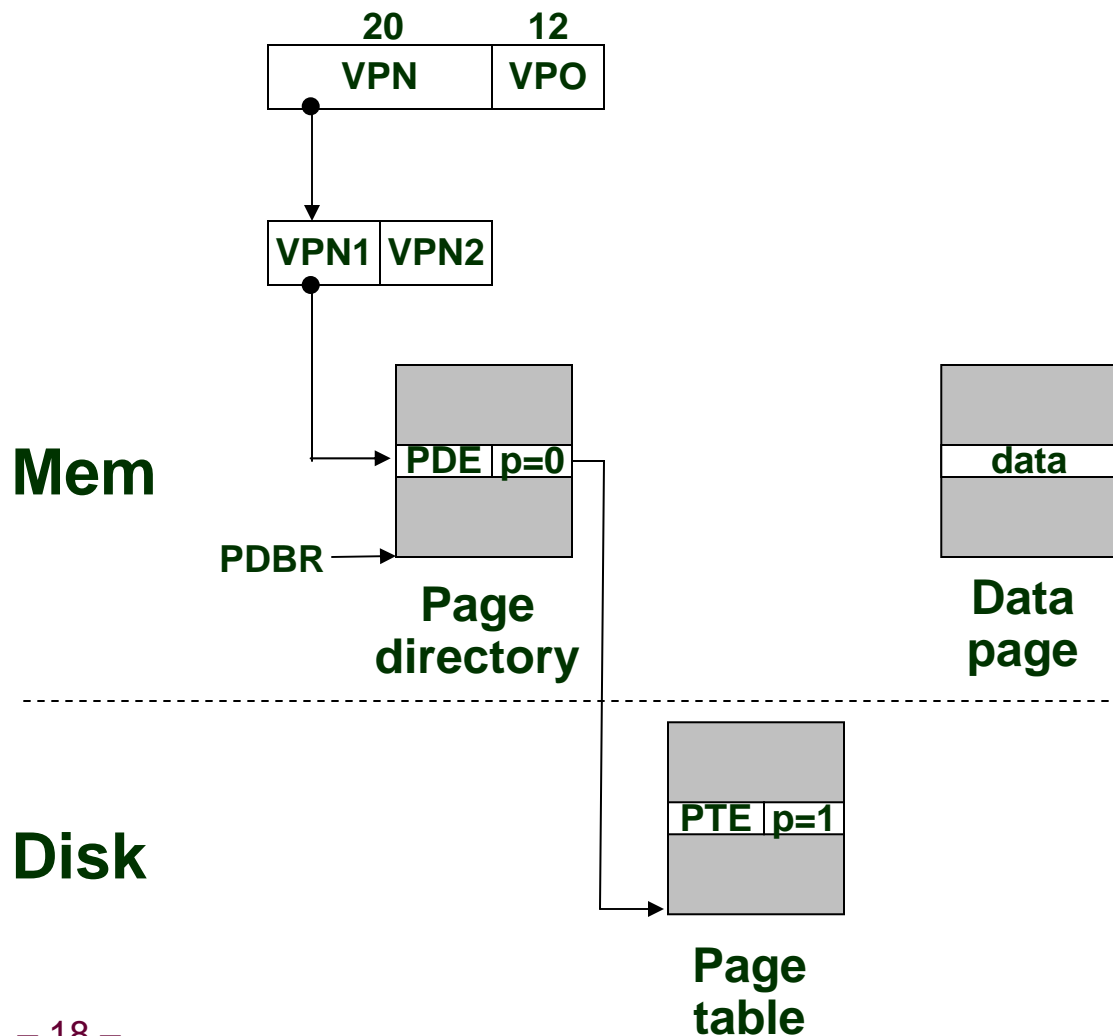 20 12
VPN VPO
VPN1 VPN2
Mem
PDE p=0
data
PDBR
Page
directory
Data
page
PTE p=1
Disk
Page
table
– 18 –